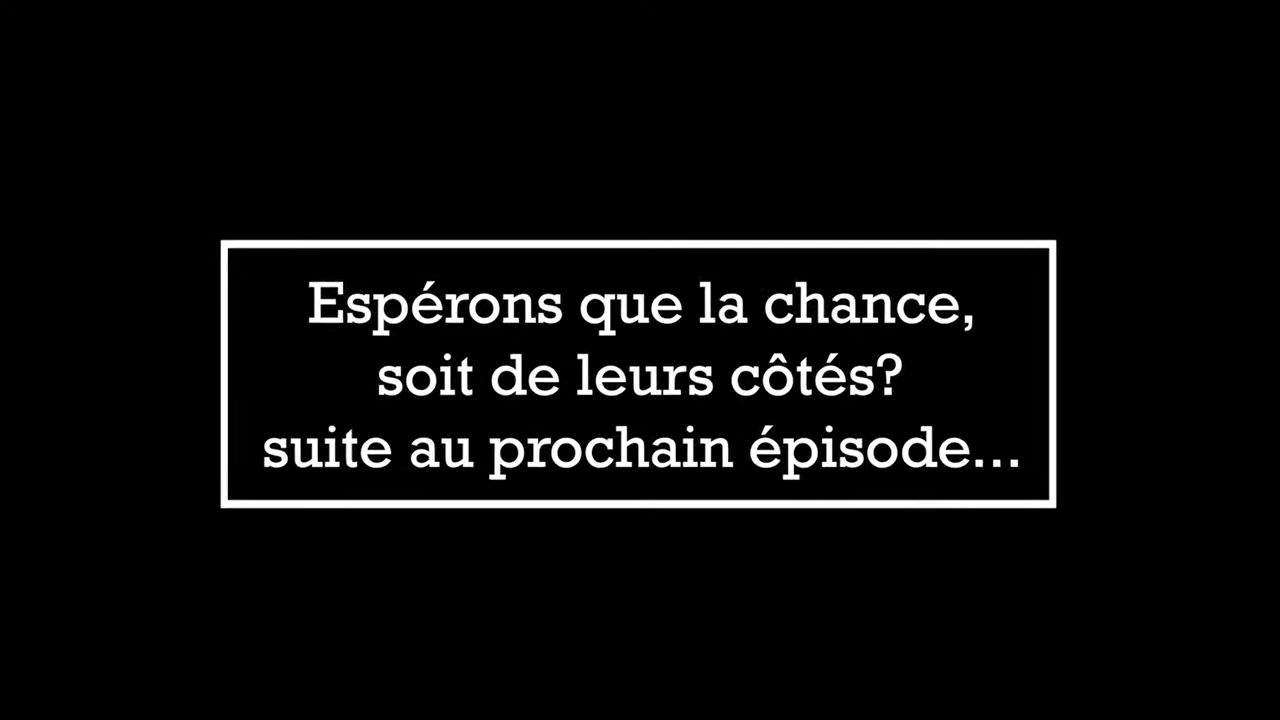 Espérons que la chance,
soit de leurs côtés?
suite au prochain épisode...